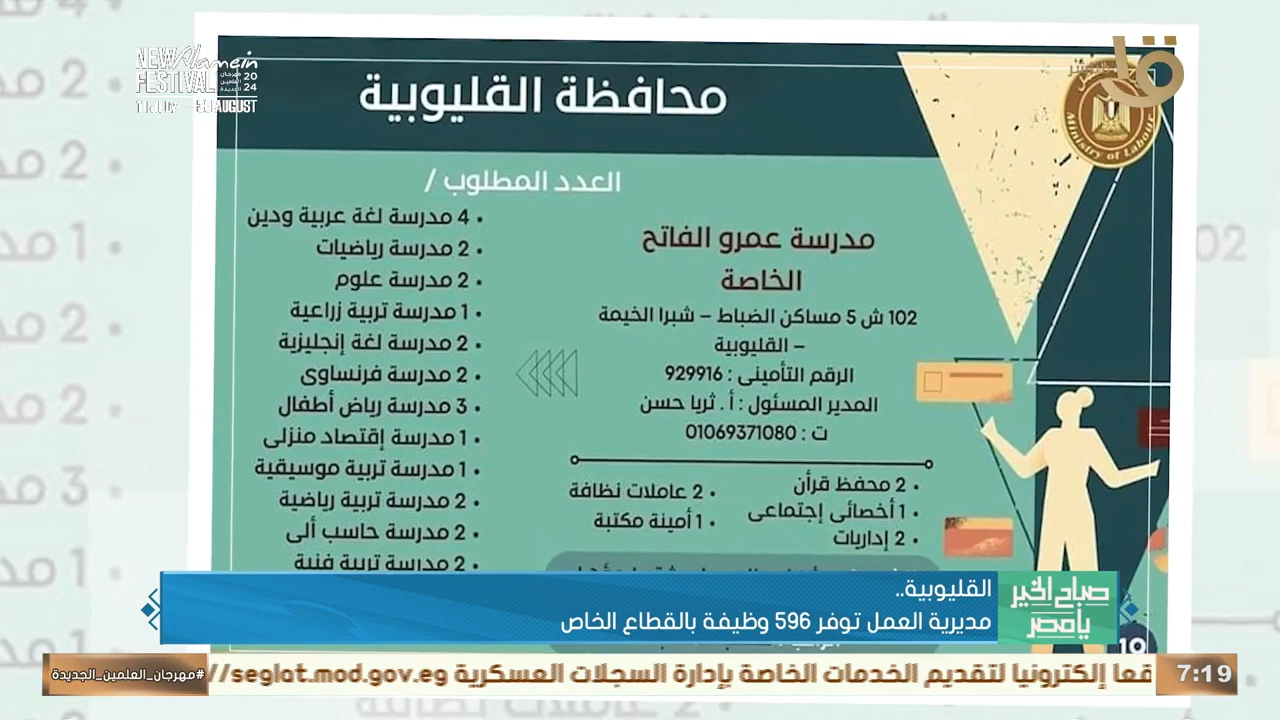 NEW Alamein
FESTIVAL
مهرجان
العلمين
الجديدة
2024
AUGUST
محافظة القليوبية
Ministry of Labour
العدد المطلوب /
مدرسة عمرو الفاتح
الخاصة
102 ش 5 مساكن الضباط – شبرا الخيمة
– القليوبية
الرقم التأمينى : 929916
المدير المسئول : أ . ثريا حسن
ت : 01069371080
• 4 مدرسة لغة عربية ودين
• 2 مدرسة رياضيات
• 2 مدرسة علوم
• 1 مدرسة تربية زراعية
• 2 مدرسة لغة إنجليزية
• 2 مدرسة فرنساوى
• 3 مدرسة رياض أطفال
• 1 مدرسة إقتصاد منزلى
• 1 مدرسة تربية موسيقية
• 2 مدرسة تربية رياضية
• 2 مدرسة حاسب ألى
• 2 مدرسة تربية فنية
• 2 محفظ قرأن
• 1 أخصائى إجتماعى
• 2 إداريات
• 2 عاملات نظافة
• 1 أمينة مكتبة
صباح الخير
يا مصر
القليوبية..
مديرية العمل توفر 596 وظيفة بالقطاع الخاص
10
7:19
إلكترونيا لتقديم الخدمات الخاصة بإدارة السجلات العسكرية //seglat.mod.gov.eg
#مهرجان_العلمين_الجديدة